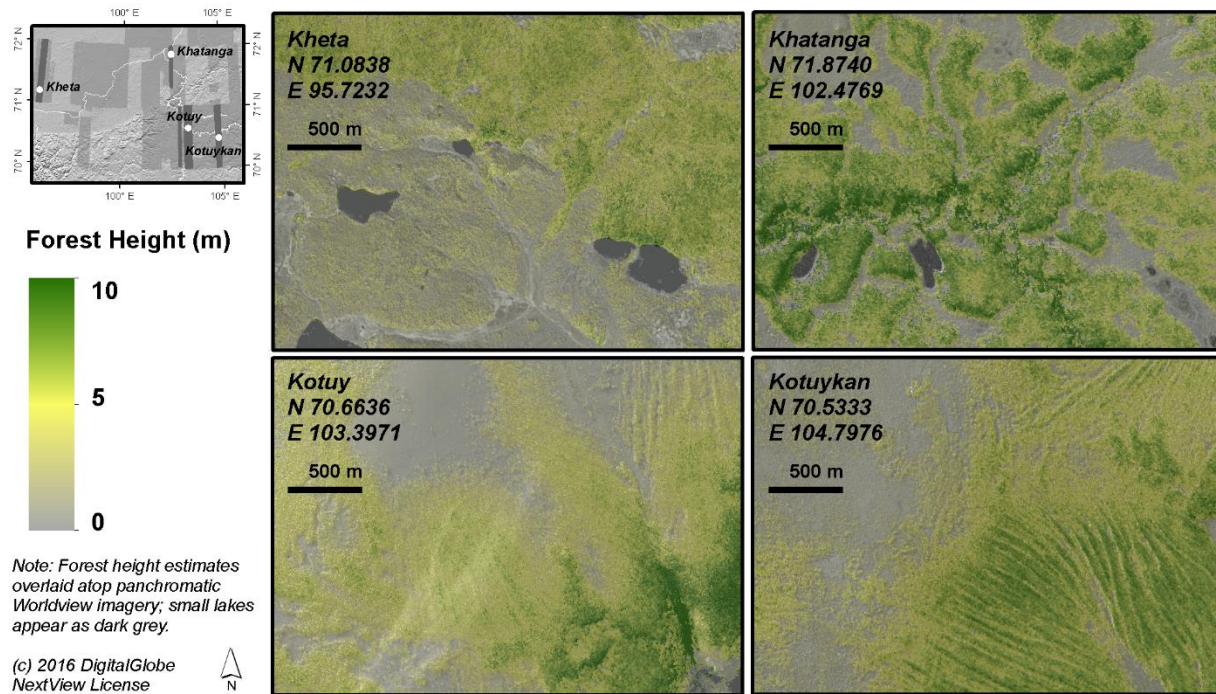 100° E 105° E
72° N
71° N
70° N
72° N
71° N
70° N
100° E 105° E
Khatanga
Kheta
Kotuy
Kotuykan
Forest Height (m)
10
5
0
Note: Forest height estimates
overlaid atop panchromatic
Worldview imagery; small lakes
appear as dark grey.
(c) 2016 DigitalGlobe
NextView License
N
Kheta
N 71.0838
E 95.7232
500 m
Khatanga
N 71.8740
E 102.4769
500 m
Kotuy
N 70.6636
E 103.3971
500 m
Kotuykan
N 70.5333
E 104.7976
500 m